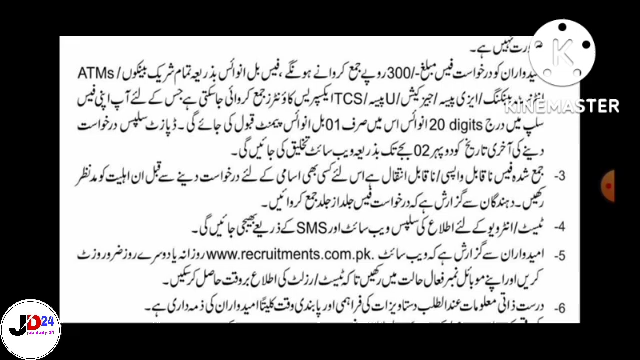 ضرورت نہیں ہے۔
امیدواران کو درخواست فیس مبلغ -/300 روپے جمع کروانے ہونگے، فیس بل انوائس بذریعہ تمام شریک بینکوں/ ATMs
انٹرنیٹ بینکنگ/ ایزی پیسہ/ جیز کیش/ Uپیسہ/ TCS ایکسپریس کاؤنٹرز جمع کروائی جاسکتی ہے جس کے لئے آپ اپنی فیس
سلپ میں درج 20 digits انوائس اس میں صرف 01 بل انوائس پیمنٹ قبول کی جائے گی۔ ڈپازٹ سلپس درخواست
دینے کی آخری تاریخ کو دوپہر 02 بجے تک بذریعہ ویب سائٹ تخلیق کی جائیں گی۔
3- جمع شدہ فیس ناقابل واپسی/ ناقابل انتقال ہے اس لئے کسی بھی اسامی کے لئے درخواست دینے سے قبل ان اہلیت کو مدنظر
رکھیں۔ دہندگان سے گزارش ہے کہ درخواست فیس جلد از جلد جمع کروائیں۔
4- ٹیسٹ/ انٹرویو کے لئے اطلاع کی سلپس ویب سائٹ اور SMS کے ذریعے بھیجی جائیں گی۔
5- امیدواران سے گزارش ہے کہ ویب سائٹ www.recruitments.com.pk. روزانہ یا دوسرے روز ضرور وزٹ
کریں اور اپنے موبائل نمبر فعال حالت میں رکھیں تاکہ ٹیسٹ/ رزلٹ کی اطلاع بروقت حاصل کر سکیں۔
6- درست ذاتی معلومات عندالطلب دستاویزات کی فراہمی اور پابندی وقت کلیتاً امیدواران کی ذمہ داری ہے۔
KINEMASTER
JD24